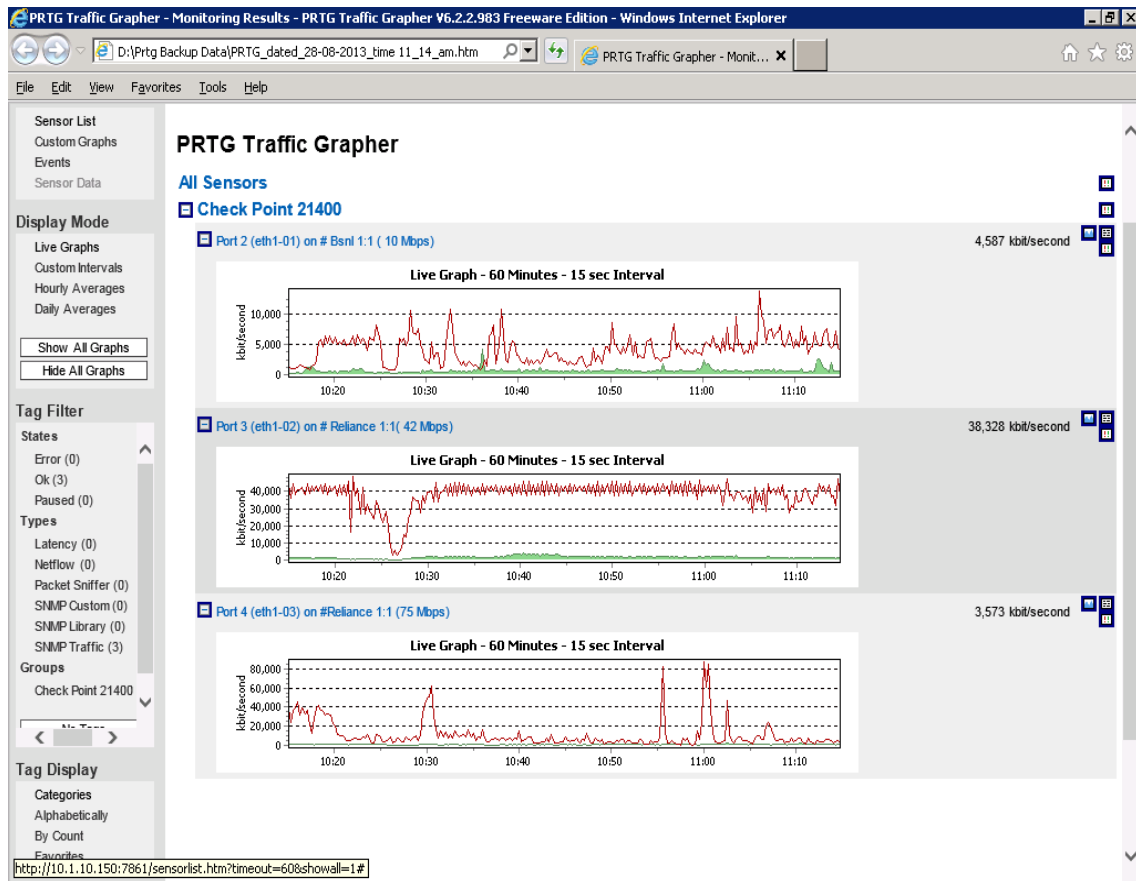 PRTG Traffic Grapher - Monitoring Results - PRTG Traffic Grapher V6.2.2.983 Freeware Edition - Windows Internet Explorer
D:\Prtg Backup Data\PRTG_dated_28-08-2013_time 11_14_am.htm
PRTG Traffic Grapher - Monit...
File Edit View Favorites Tools Help
Sensor List
Custom Graphs
Events
Sensor Data
Display Mode
Live Graphs
Custom Intervals
Hourly Averages
Daily Averages
Show All Graphs
Hide All Graphs
Tag Filter
States
Error (0)
Ok (3)
Paused (0)
Types
Latency (0)
Netflow (0)
Packet Sniffer (0)
SNMP Custom (0)
SNMP Library (0)
SNMP Traffic (3)
Groups
Check Point 21400
No Tags
Tag Display
Categories
Alphabetically
By Count
Favorites
http://10.1.10.150:7861/sensorlist.htm?timeout=60&showall=1#
PRTG Traffic Grapher
All Sensors
Check Point 21400
Port 2 (eth1-01) on # Bsnl 1:1 ( 10 Mbps)
4,587 kbit/second
Live Graph - 60 Minutes - 15 sec Interval
kbit/second
10,000
5,000
0
10:20 10:30 10:40 10:50 11:00 11:10
Port 3 (eth1-02) on # Reliance 1:1( 42 Mbps)
38,328 kbit/second
Live Graph - 60 Minutes - 15 sec Interval
kbit/second
40,000
30,000
20,000
10,000
0
10:20 10:30 10:40 10:50 11:00 11:10
Port 4 (eth1-03) on #Reliance 1:1 (75 Mbps)
3,573 kbit/second
Live Graph - 60 Minutes - 15 sec Interval
kbit/second
80,000
60,000
40,000
20,000
0
10:20 10:30 10:40 10:50 11:00 11:10